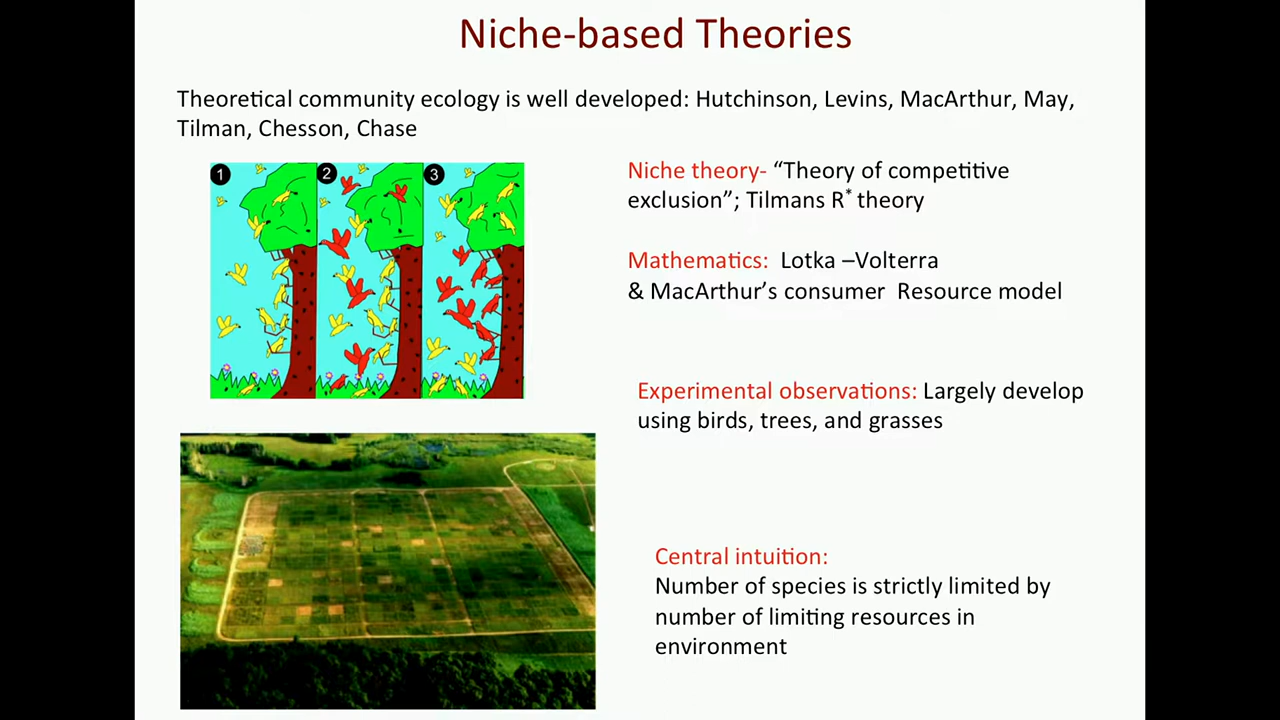 Niche-based Theories
Theoretical community ecology is well developed: Hutchinson, Levins, MacArthur, May,
Tilman, Chesson, Chase
1 2 3
Niche theory- “Theory of competitive
exclusion”; Tilmans R* theory
Mathematics: Lotka –Volterra
& MacArthur’s consumer Resource model
Experimental observations: Largely develop
using birds, trees, and grasses
Central intuition:
Number of species is strictly limited by
number of limiting resources in
environment